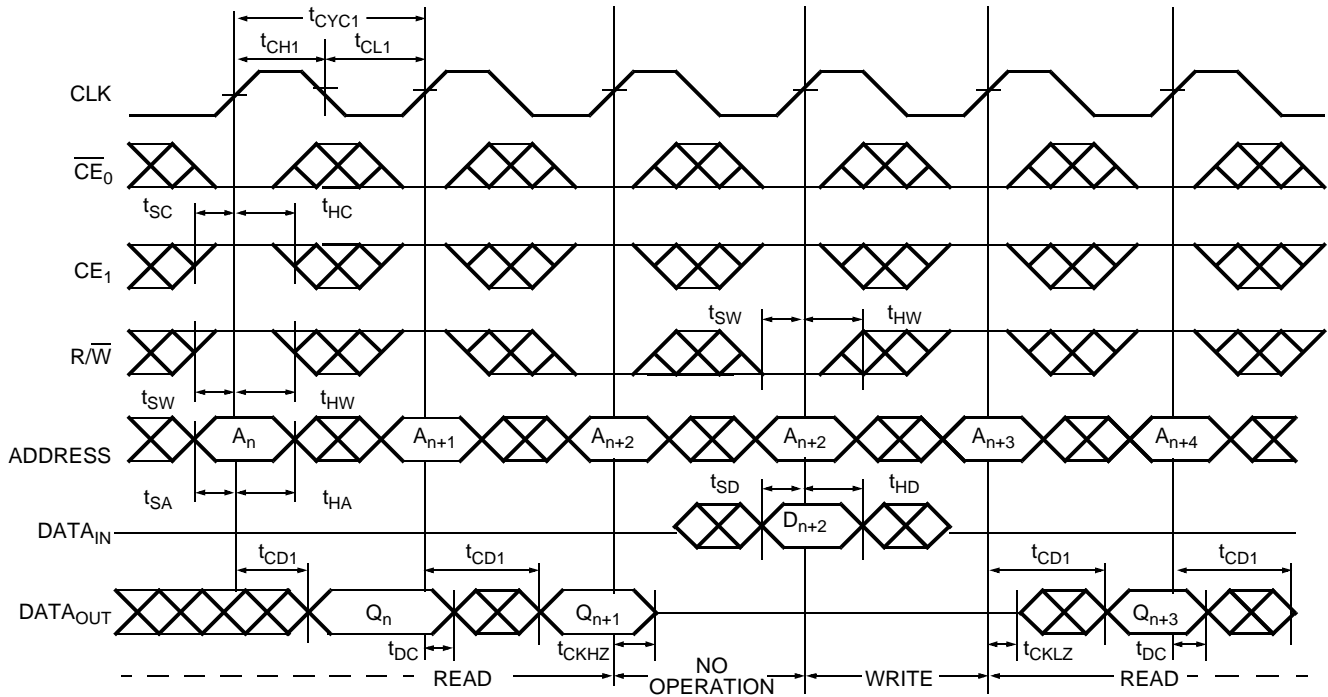 tCYC1
tCH1 tCL1
CLK
CE0
tSC tHC
CE1
tSW tHW
R/W
tSW tHW
ADDRESS An An+1 An+2 An+2 An+3 An+4
tSA tHA tSD tHD
DATAIN Dn+2
tCD1 tCD1 tCD1 tCD1
DATAOUT Qn Qn+1 Qn+3
tDC tCKHZ tCKLZ tDC
READ NO OPERATION WRITE READ